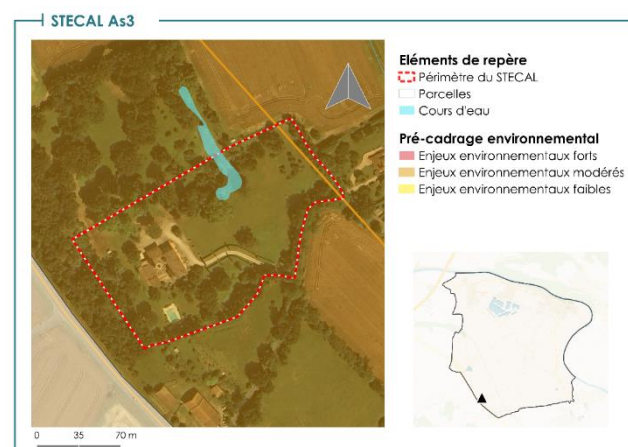 STECAL As3
Eléments de repère
Périmètre du STECAL
Parcelles
Cours d'eau
Pré-cadrage environnemental
Enjeux environnementaux forts
Enjeux environnementaux modérés
Enjeux environnementaux faibles
0 35 70 m